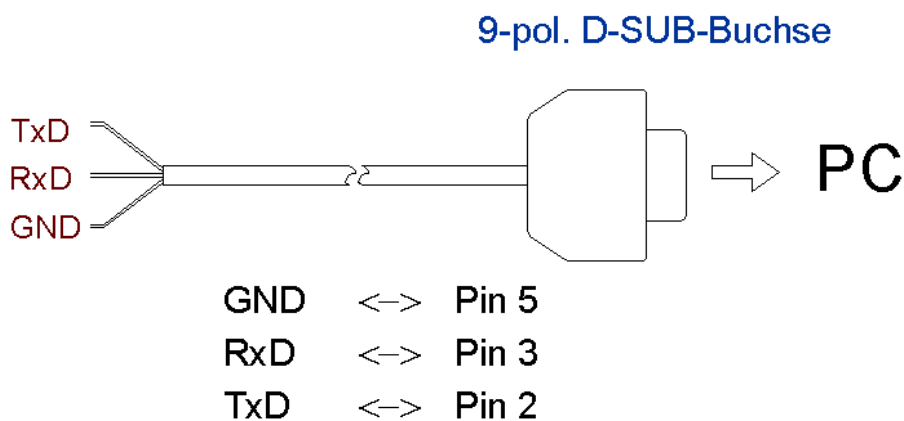 9-pol. D-SUB-Buchse
TxD
RxD
GND
PC
GND <-> Pin 5
RxD <-> Pin 3
TxD <-> Pin 2